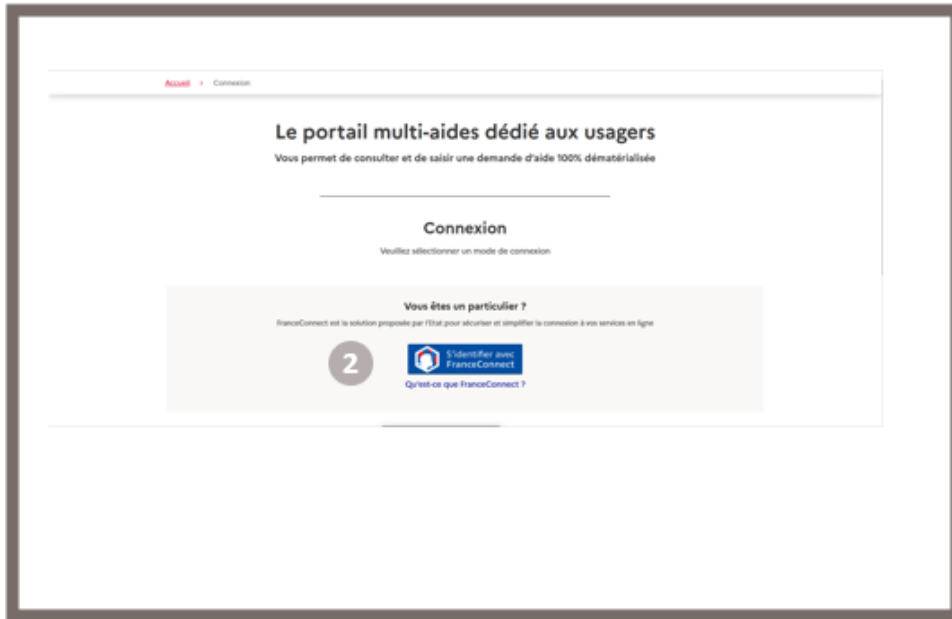 Accueil > Connexion
Le portail multi-aides dédié aux usagers
Vous permet de consulter et de saisir une demande d'aide 100% dématérialisée
Connexion
Veuillez sélectionner un mode de connexion
Vous êtes un particulier ?
FranceConnect est la solution proposée par l'Etat pour sécuriser et simplifier la connexion à vos services en ligne
2
S'identifier avec
FranceConnect
Qu'est-ce que FranceConnect ?